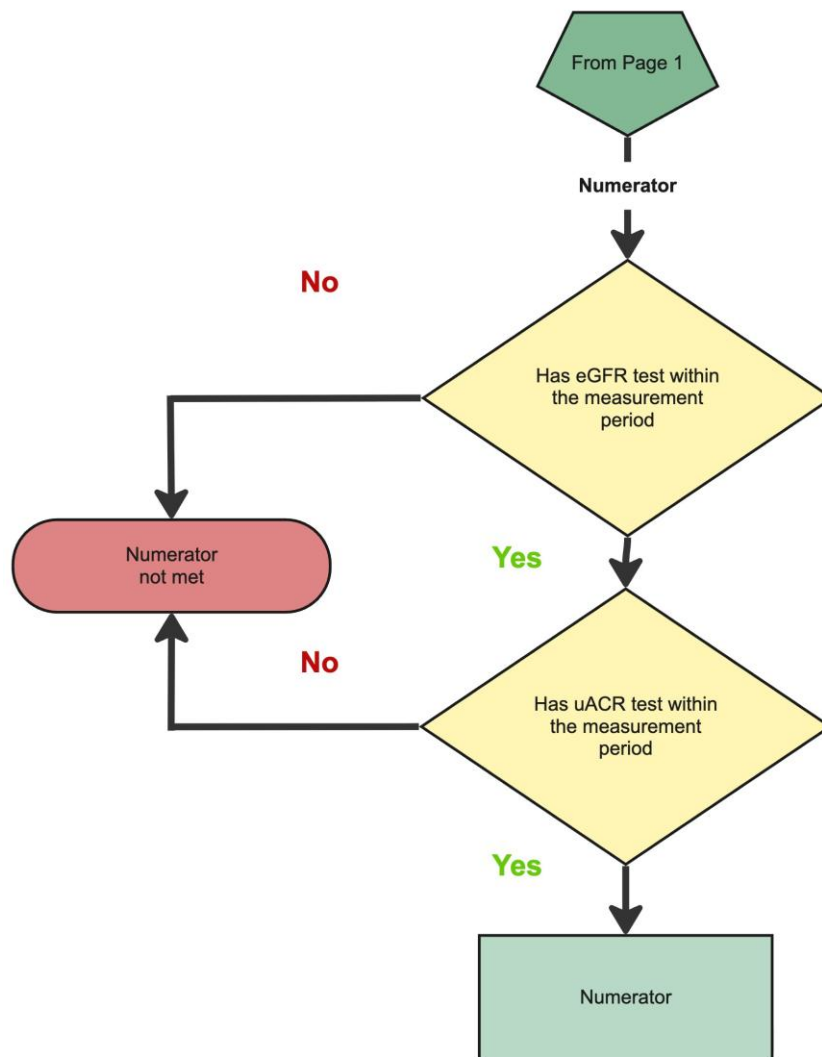 From Page 1
Numerator
No
Has eGFR test within
the measurement
period
Yes
Numerator
not met
No
Has uACR test within
the measurement
period
Yes
Numerator